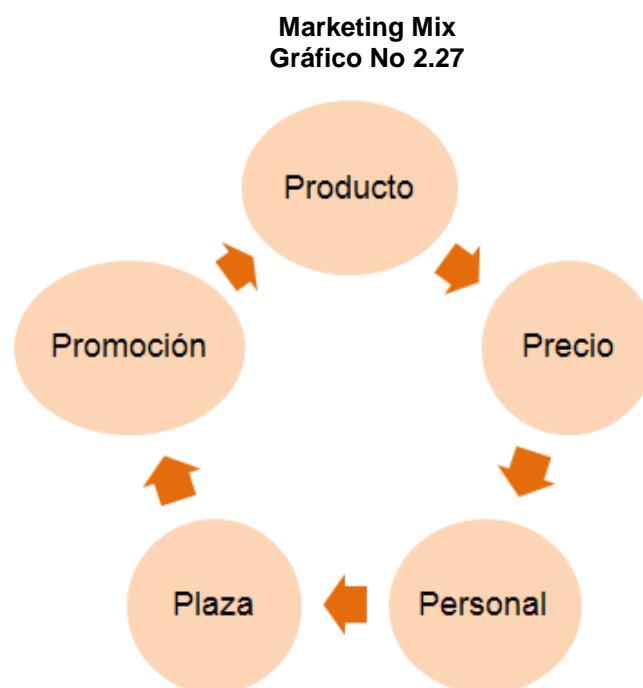 Marketing Mix
Gráfico No 2.27
Producto
Precio
Personal
Plaza
Promoción